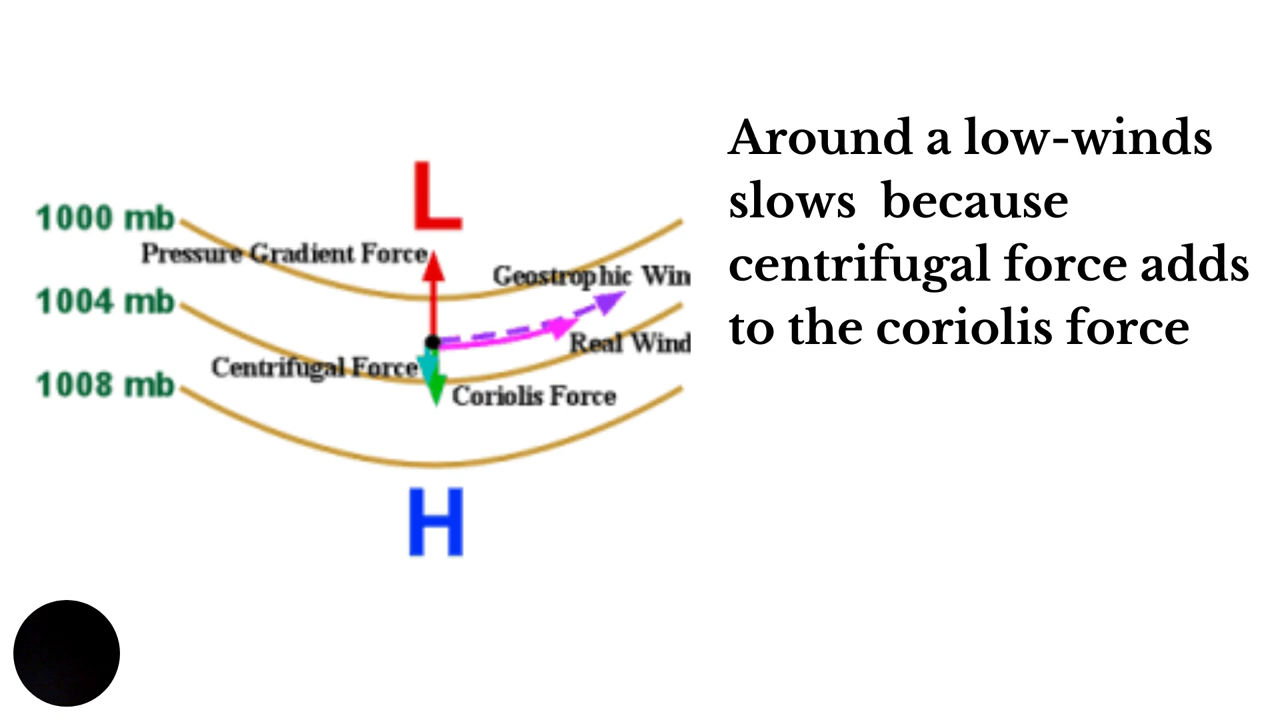 L
1000 mb
Pressure Gradient Force
Geostrophic Win
1004 mb
Real Wind
Centrifugal Force
1008 mb
Coriolis Force
H
Around a low-winds
slows because
centrifugal force adds
to the coriolis force